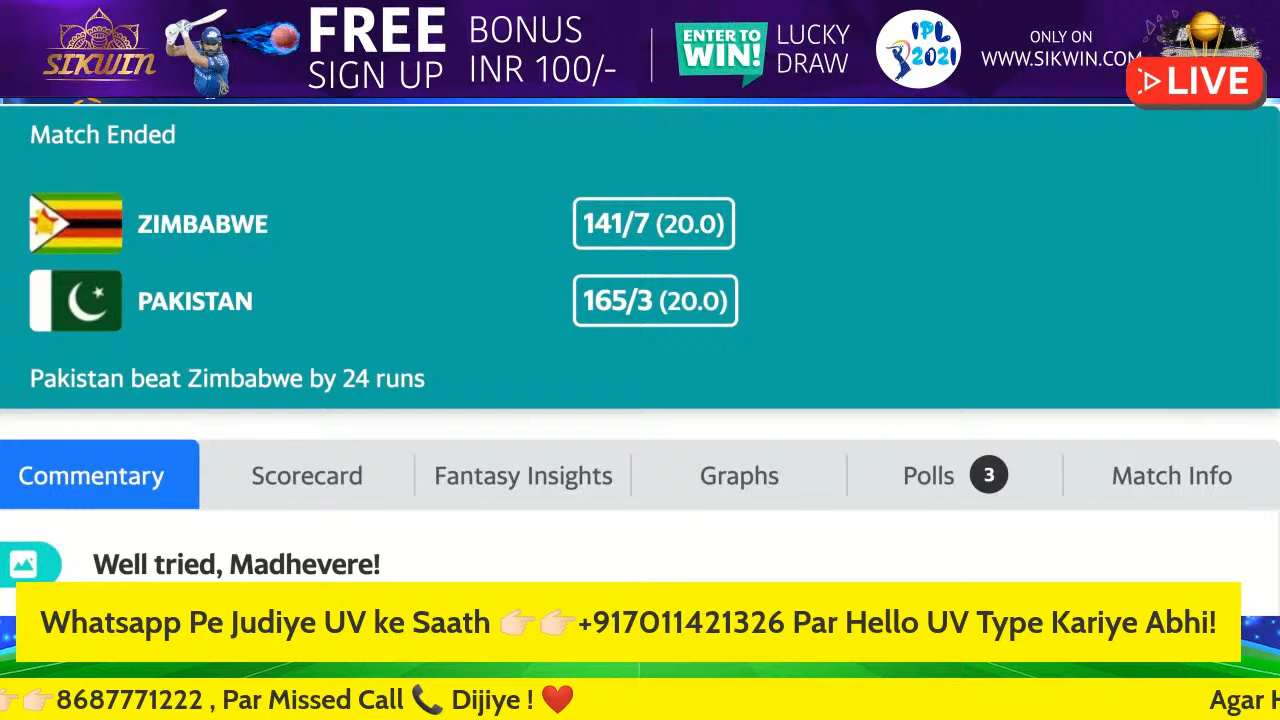 SIKWIN
FREE
SIGN UP
BONUS
INR 100/-
ENTER TO
WIN!
LUCKY
DRAW
IPL
2021
ONLY ON
WWW.SIKWIN.COM
LIVE
Match Ended
ZIMBABWE 141/7 (20.0)
PAKISTAN 165/3 (20.0)
Pakistan beat Zimbabwe by 24 runs
Commentary Scorecard Fantasy Insights Graphs Polls 3 Match Info
Well tried, Madhevere!
Whatsapp Pe Judiye UV ke Saath 👉🏻👉🏻+917011421326 Par Hello UV Type Kariye Abhi!
👉🏻👉🏻8687771222 , Par Missed Call 📞 Dijiye ! ❤️ Agar H